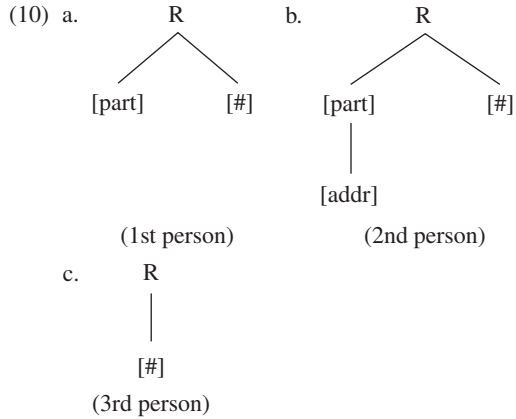 (10) a. R b. R
[part] [#] [part] [#]
[addr]
(1st person) (2nd person)
c. R
[#]
(3rd person)